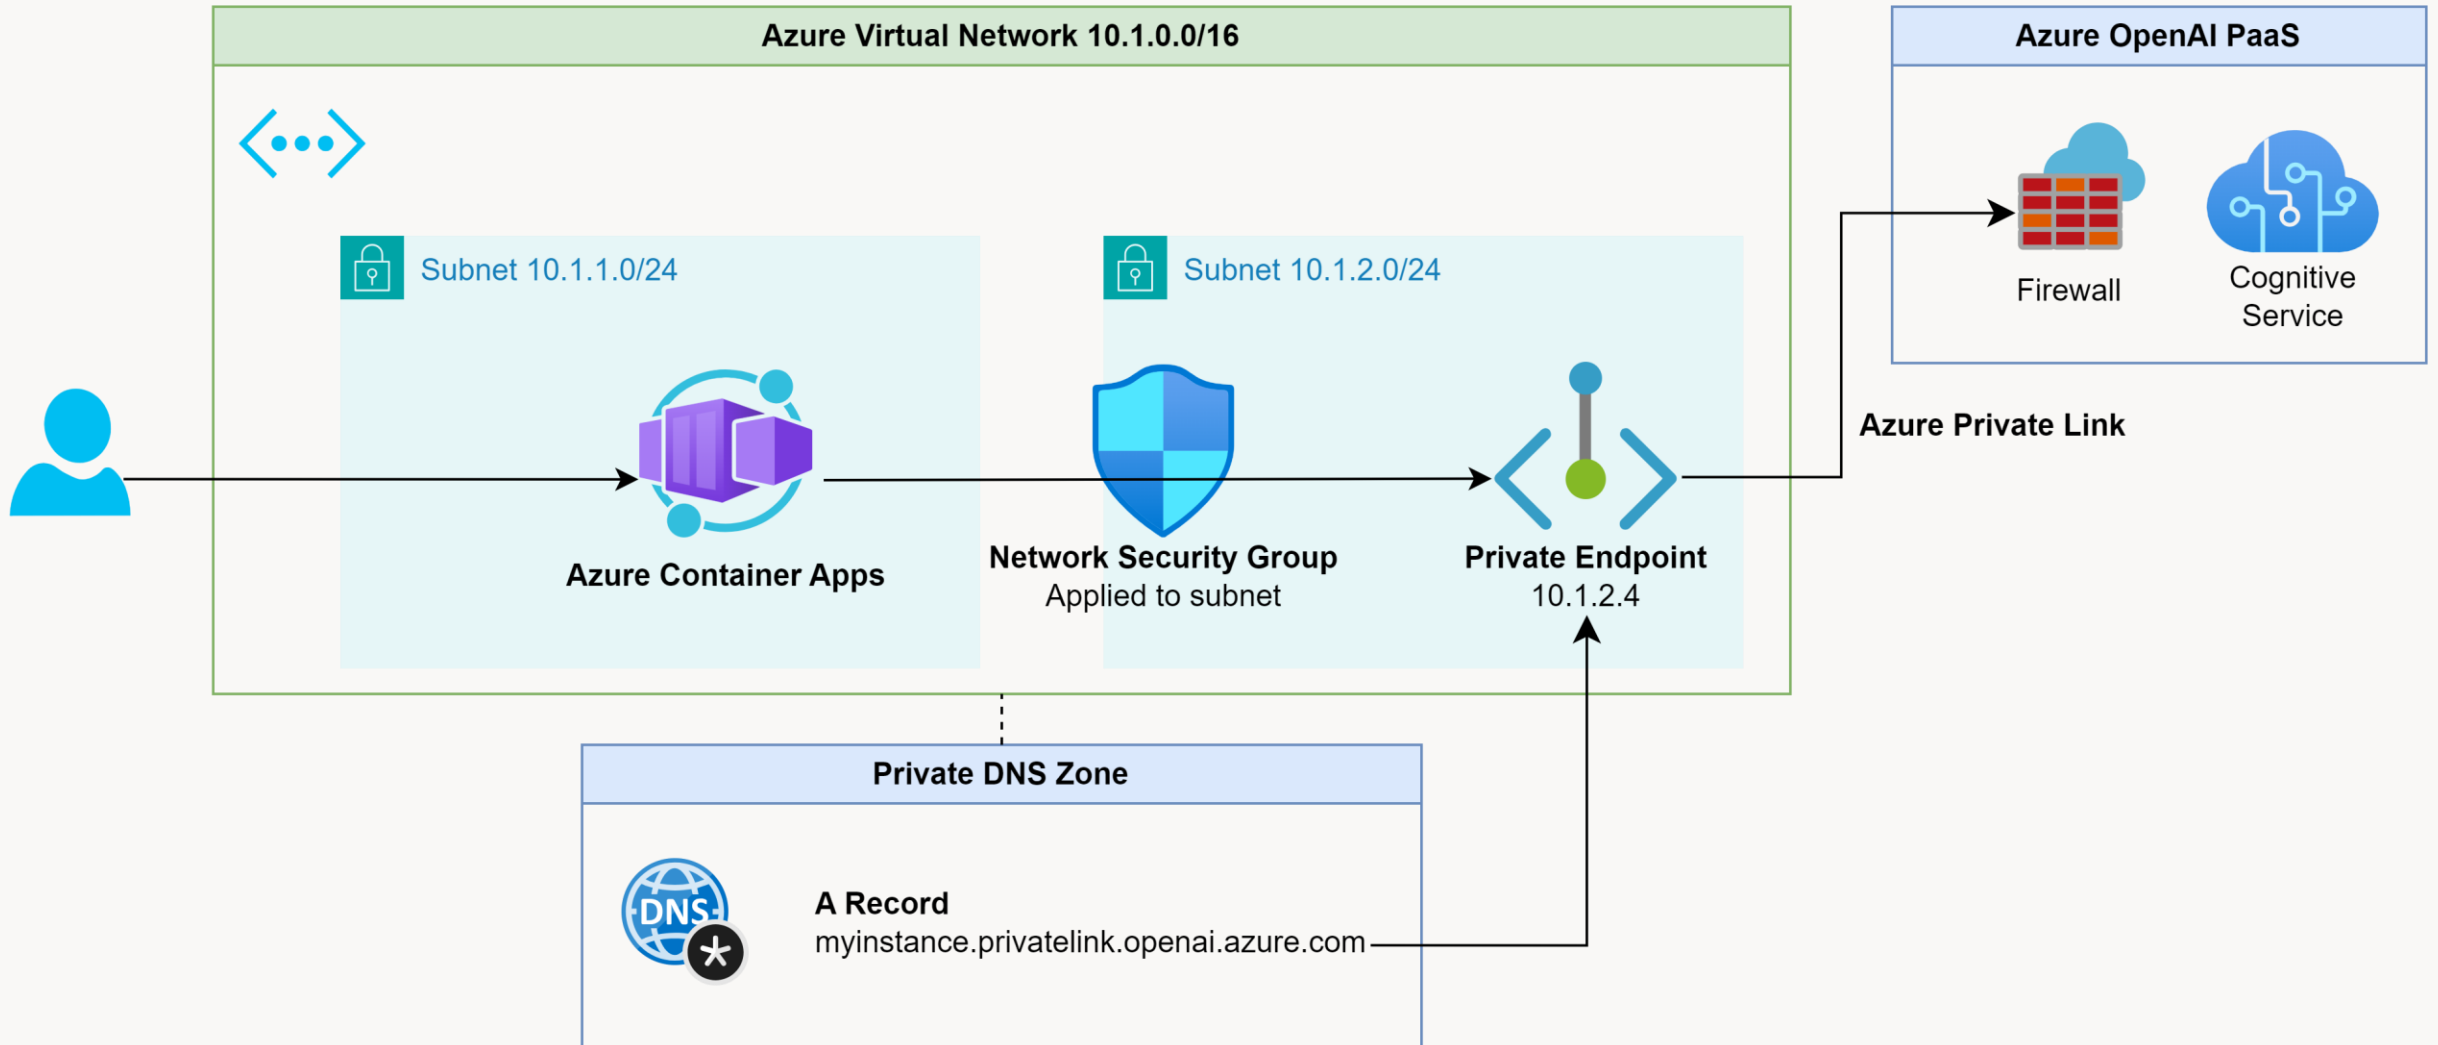 Azure Virtual Network 10.1.0.0/16
Azure OpenAI PaaS
Subnet 10.1.1.0/24
Subnet 10.1.2.0/24
Firewall
Cognitive
Service
Azure Private Link
Azure Container Apps
Network Security Group
Applied to subnet
Private Endpoint
10.1.2.4
Private DNS Zone
DNS
A Record
myinstance.privatelink.openai.azure.com